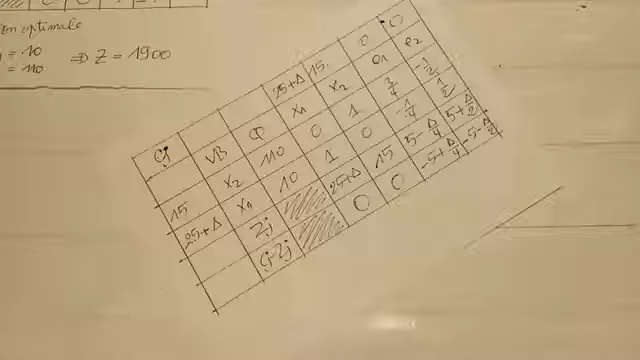 optimale
= 10
= 110 ⇒ Z = 1900
25+Δ 15 0 0
Cj VB Q x1 x2 e1 e2
15 x2 110 0 1 3/4 -1/2
25+Δ x1 10 1 0 -1/4 1/2
Zj 25+Δ 15 5-Δ/4 5+Δ/2
Cj-Zj 0 0 -5+Δ/4 -5-Δ/2